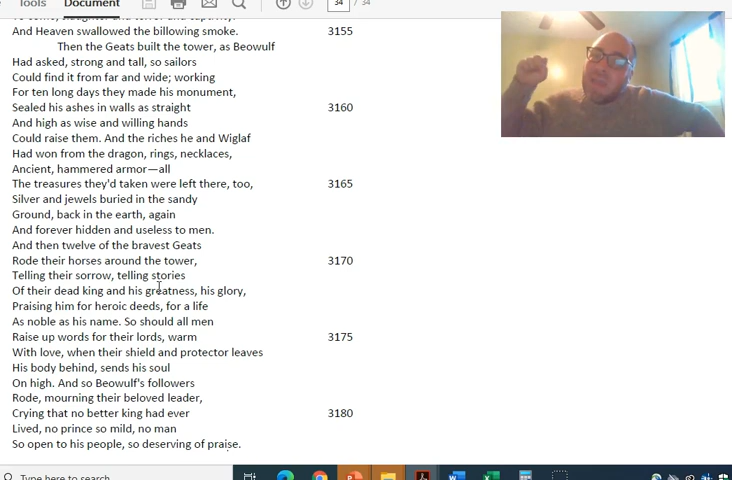 Tools
Document
34 / 34
And Heaven swallowed the billowing smoke. 3155
Then the Geats built the tower, as Beowulf
Had asked, strong and tall, so sailors
Could find it from far and wide; working
For ten long days they made his monument,
Sealed his ashes in walls as straight 3160
And high as wise and willing hands
Could raise them. And the riches he and Wiglaf
Had won from the dragon, rings, necklaces,
Ancient, hammered armor—all
The treasures they'd taken were left there, too, 3165
Silver and jewels buried in the sandy
Ground, back in the earth, again
And forever hidden and useless to men.
And then twelve of the bravest Geats
Rode their horses around the tower, 3170
Telling their sorrow, telling stories
Of their dead king and his greatness, his glory,
Praising him for heroic deeds, for a life
As noble as his name. So should all men
Raise up words for their lords, warm 3175
With love, when their shield and protector leaves
His body behind, sends his soul
On high. And so Beowulf's followers
Rode, mourning their beloved leader,
Crying that no better king had ever 3180
Lived, no prince so mild, no man
So open to his people, so deserving of praise.
Type here to search